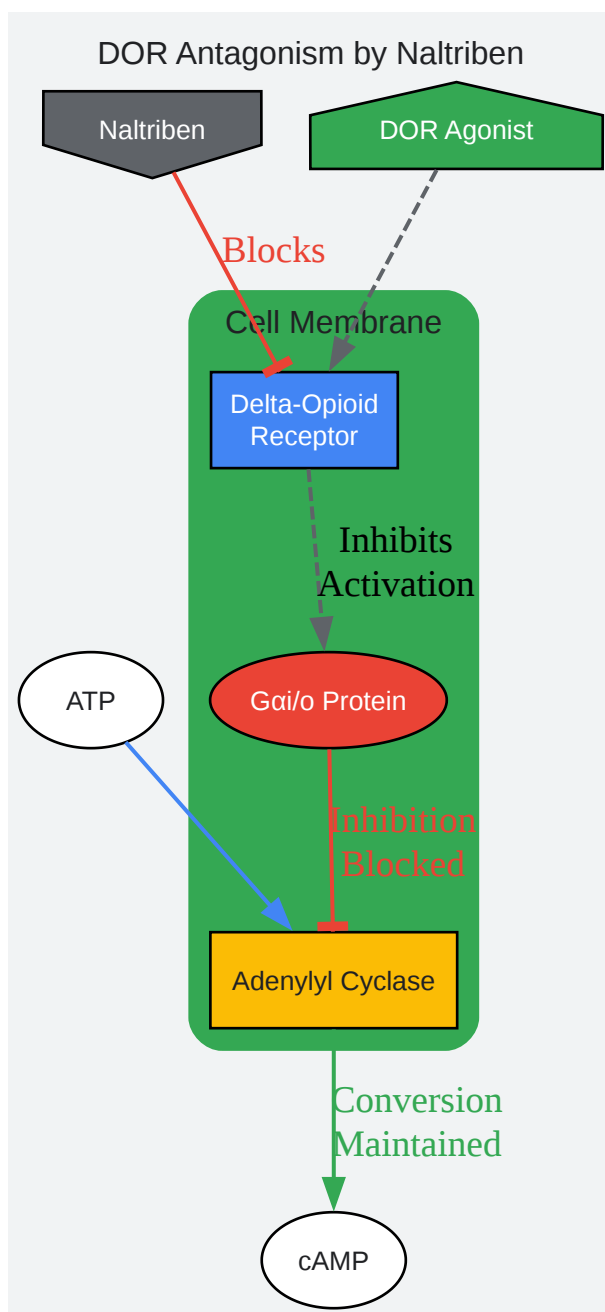 DOR Antagonism by Naltriben
Naltriben
DOR Agonist
Blocks
Cell Membrane
Delta-Opioid
Receptor
Inhibits
Activation
ATP
Gαi/o Protein
Inhibition
Blocked
Adenylyl Cyclase
Conversion
Maintained
cAMP